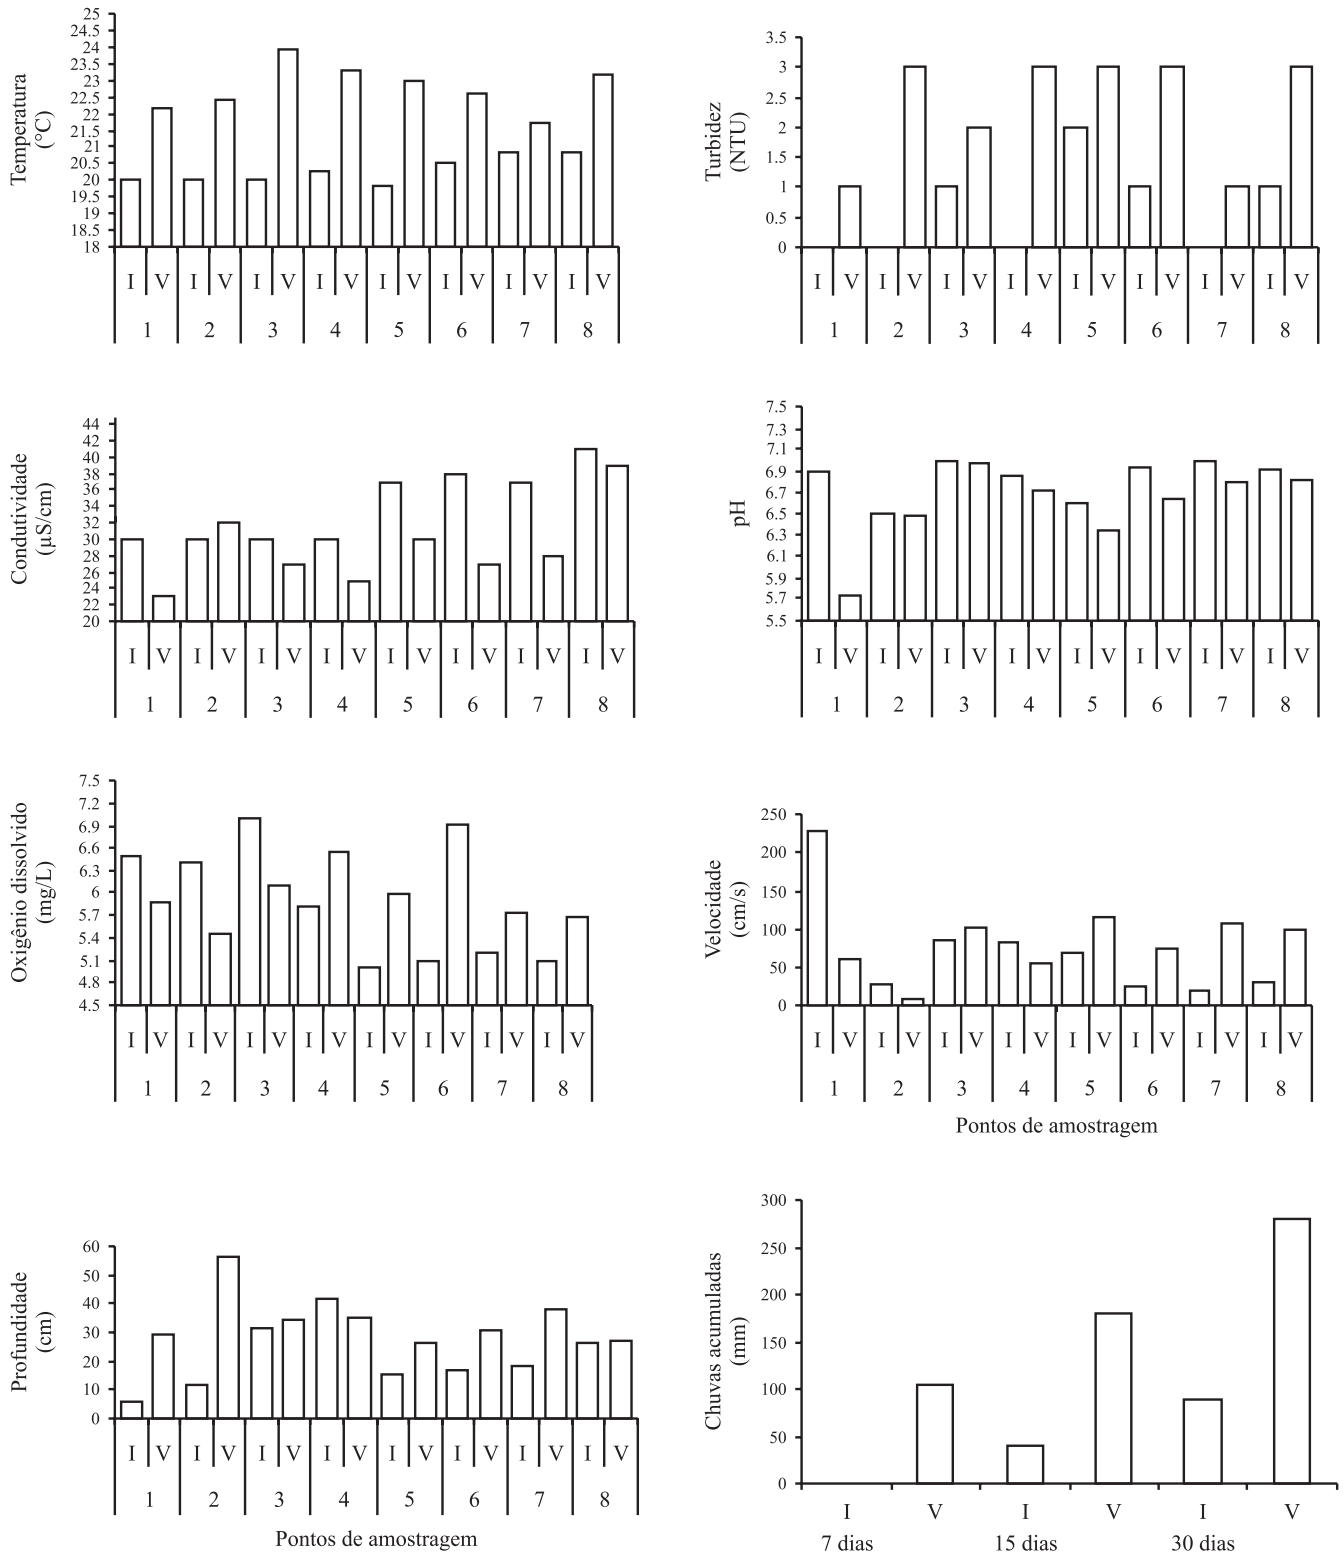 Temperatura
(°C)
25
24.5
24
23.5
23
22.5
22
21.5
21
20.5
20
19.5
19
18.5
18
I V I V I V I V I V I V I V I V
1 2 3 4 5 6 7 8
Turbidez
(NTU)
3.5
3
2.5
2
1.5
1
0.5
0
I V I V I V I V I V I V I V I V
1 2 3 4 5 6 7 8
Condutividade
(µS/cm)
44
42
40
38
36
34
32
30
28
26
24
22
20
I V I V I V I V I V I V I V I V
1 2 3 4 5 6 7 8
pH
7.5
7.3
7.1
6.9
6.7
6.5
6.3
6.1
5.9
5.7
5.5
I V I V I V I V I V I V I V I V
1 2 3 4 5 6 7 8
Oxigênio dissolvido
(mg/L)
7.5
7.2
6.9
6.6
6.3
6
5.7
5.4
5.1
4.8
4.5
I V I V I V I V I V I V I V I V
1 2 3 4 5 6 7 8
Velocidade
(cm/s)
250
200
150
100
50
0
I V I V I V I V I V I V I V I V
1 2 3 4 5 6 7 8
Pontos de amostragem
Profundidade
(cm)
60
50
40
30
20
10
0
I V I V I V I V I V I V I V I V
1 2 3 4 5 6 7 8
Pontos de amostragem
Chuvas acumuladas
(mm)
300
250
200
150
100
50
0
I V I V I V
7 dias 15 dias 30 dias